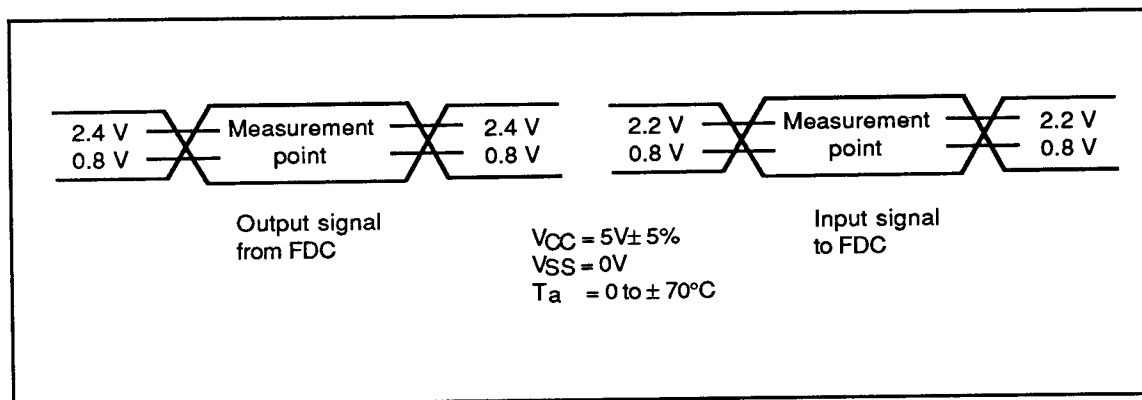 2.4 V
0.8 V
Measurement
point
2.4 V
0.8 V
Output signal
from FDC
2.2 V
0.8 V
Measurement
point
2.2 V
0.8 V
Input signal
to FDC
VCC = 5V± 5%
VSS = 0V
Ta = 0 to ± 70°C